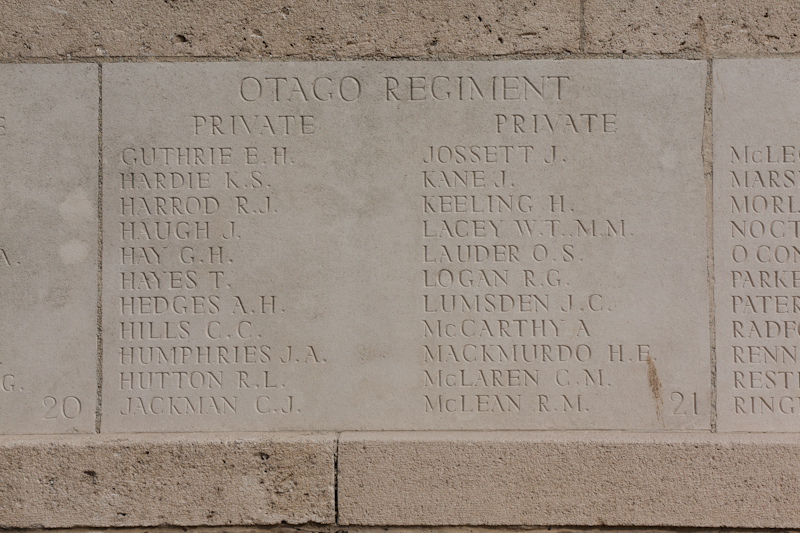 OTAGO REGIMENT
PRIVATE
GUTHRIE E.H.
HARDIE K.S.
HARROD R.J.
HAUGH J.
HAY G.H.
HAYES T.
HEDGES A.H.
HILLS C.C.
HUMPHRIES J.A.
HUTTON R.L.
JACKMAN C.J.
PRIVATE
JOSSETT J.
KANE J.
KEELING H.
LACEY W.T., M.M.
LAUDER O.S.
LOGAN R.G.
LUMSDEN J.C.
McCARTHY A
MACKMURDO H.E.
McLAREN C.M.
McLEAN R.M.
20
21